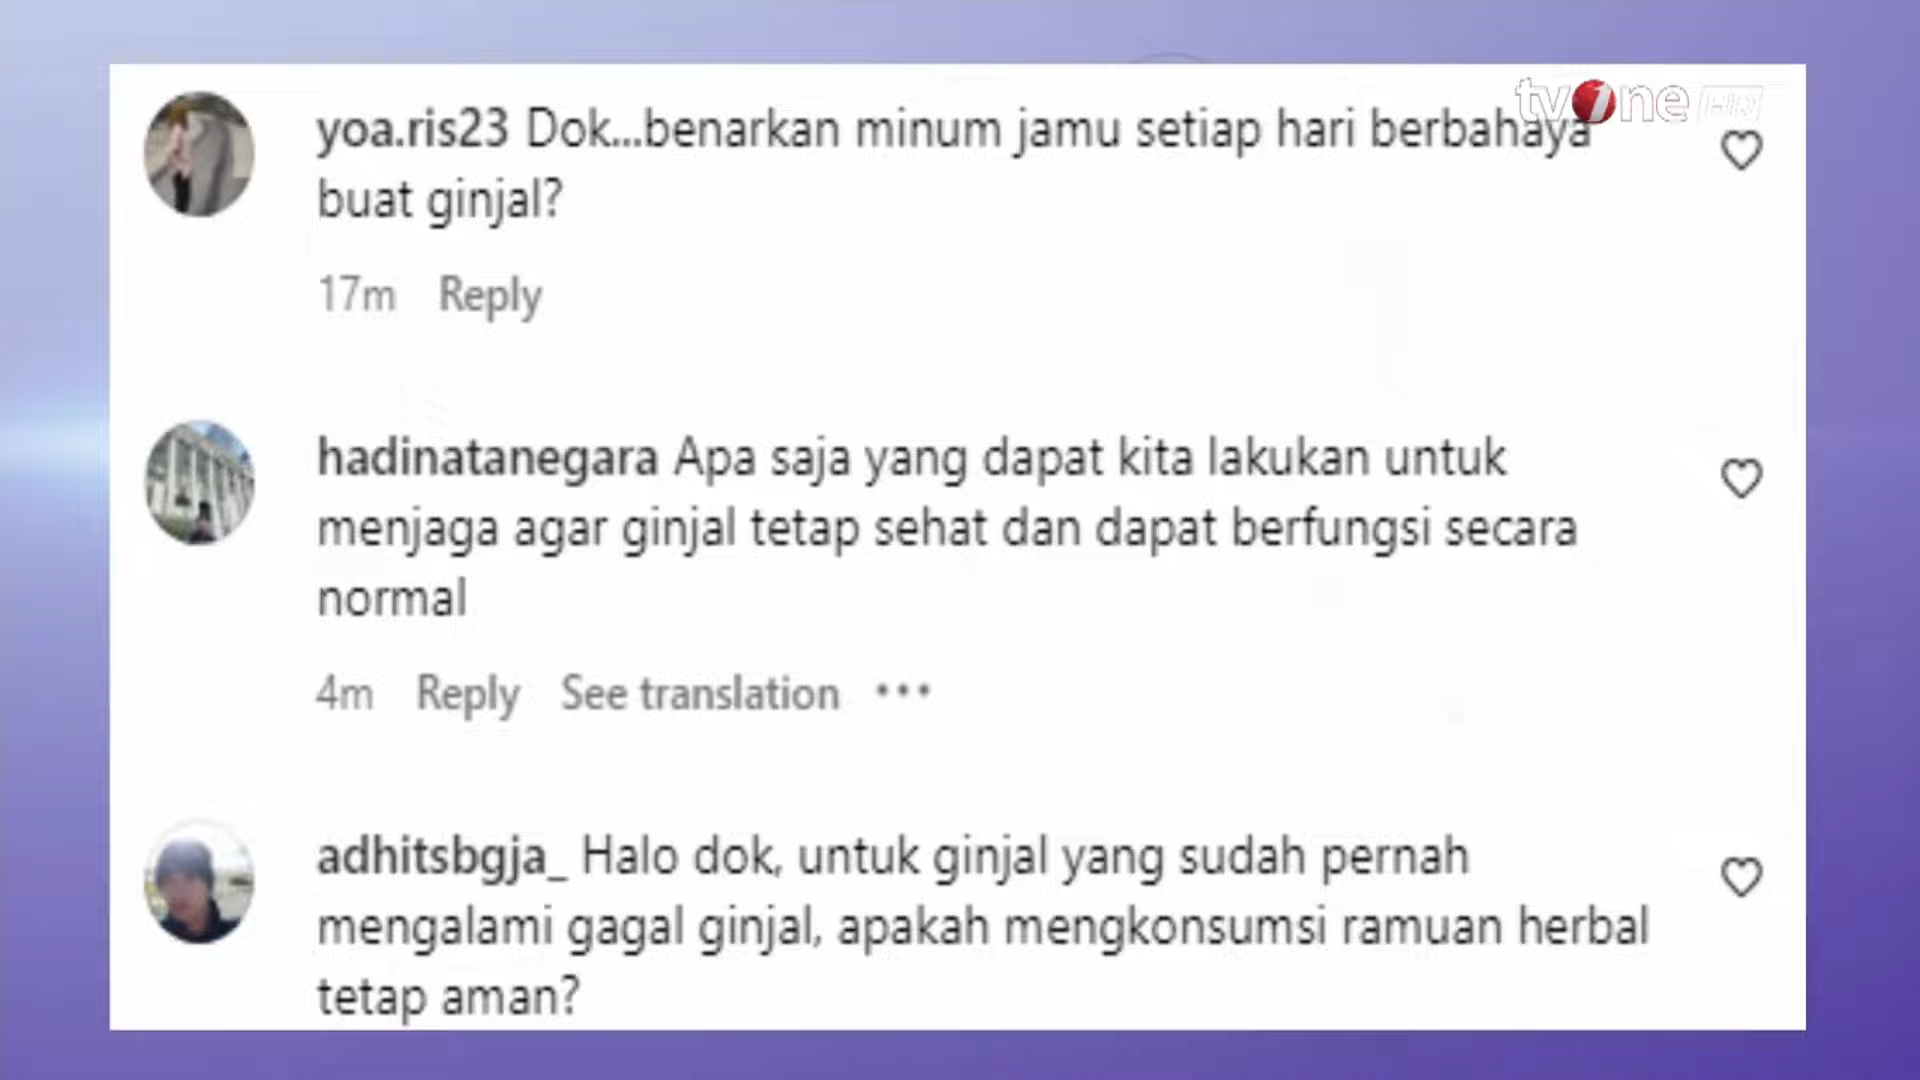 tvOne HD
yoa.ris23 Dok...benarkan minum jamu setiap hari berbahaya
buat ginjal?
17m Reply
hadinatanegara Apa saja yang dapat kita lakukan untuk
menjaga agar ginjal tetap sehat dan dapat berfungsi secara
normal
4m Reply See translation •••
adhitsbgja_ Halo dok, untuk ginjal yang sudah pernah
mengalami gagal ginjal, apakah mengkonsumsi ramuan herbal
tetap aman?